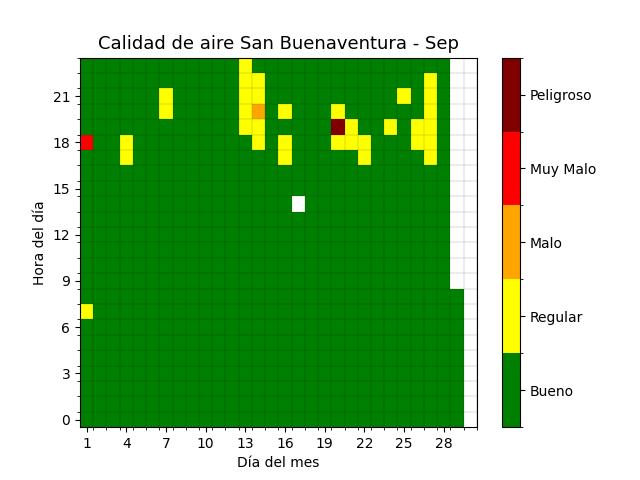 Calidad de aire San Buenaventura - Sep
Hora del día
21
18
15
12
9
6
3
0
1 4 7 10 13 16 19 22 25 28
Día del mes
Peligroso
Muy Malo
Malo
Regular
Bueno